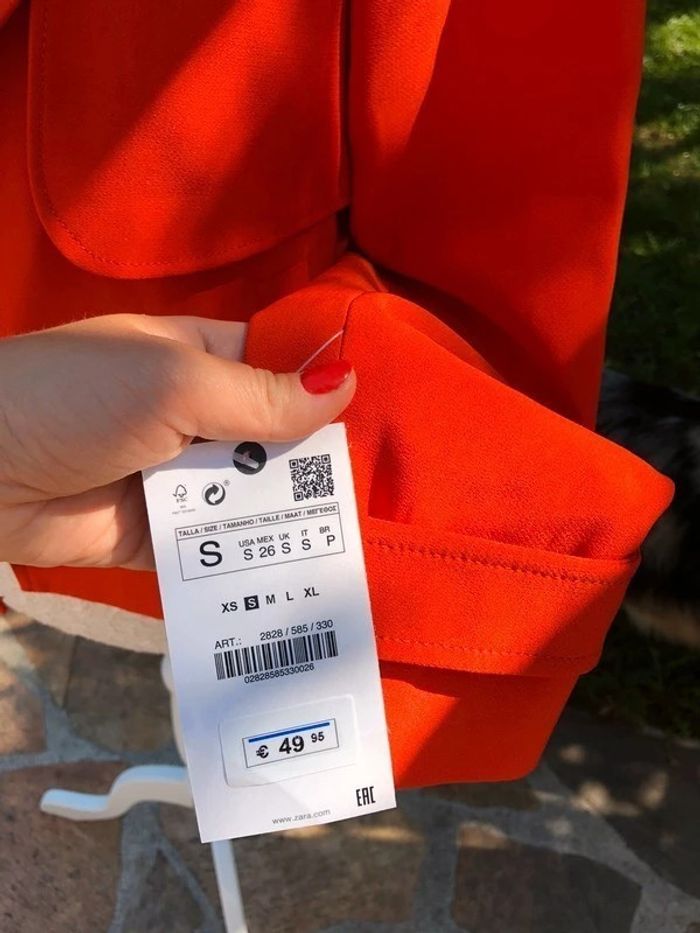 FSC
TALLA / SIZE / TAMANHO / TAILLE / MAAT / ΜΕΓΕΘΟΣ
S
USA MEX UK IT BR
S 26 S S P
XS S M L XL
ART.: 2828 / 585 / 330
02828585330026
€ 49 95
EAC
www.zara.com